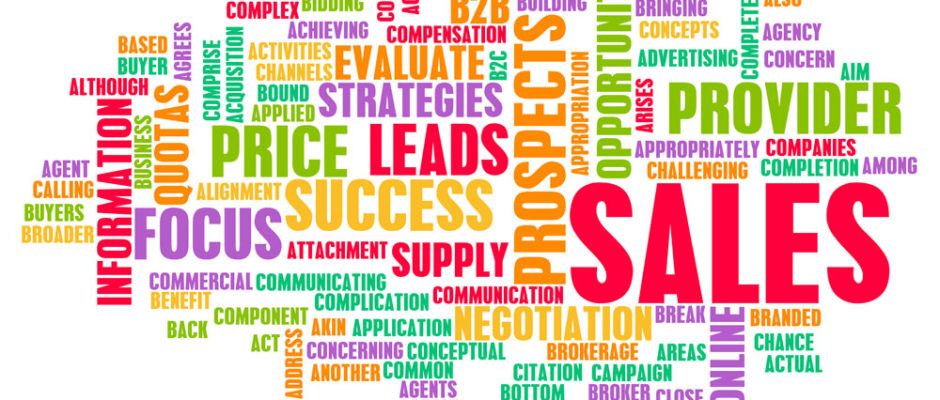 COMPLEX
BIDDING
B2B
BUILDING
OPPORTUNI
BRINGING
COMPLETE
ALSO
ACHIEVING
COMPENSATION
CONCEPTS
AGENCY
BASED
AGREES
COMPRISE
ACQUISITION
ACTIVITIES
EVALUATE
B2C
PROSPECTS
ADVERTISING
CONCERN
BUYER
CHANNELS
APPROPRIATION
AIM
ALTHOUGH
BOUND
STRATEGIES
ARISES
PROVIDER
INFORMATION
BUSINESS
QUOTAS
APPLIED
PRICE
LEADS
APPROPRIATELY
COMPANIES
AGENT
CHALLENGING
COMPLETION
AMONG
CALLING
ALIGNMENT
SUCCESS
SALES
BUYERS
FOCUS
BROADER
ATTACHMENT
SUPPLY
COMMERCIAL
COMMUNICATING
BENEFIT
COMPLICATION
COMMUNICATION
BACK
COMPONENT
AKIN
APPLICATION
NEGOTIATION
BREAK
ONLINE
BRANDED
ACT
ADDRESS
CONCERNING
CONCEPTUAL
BROKERAGE
AREAS
CHANCE
ANOTHER
COMMON
CITATION
CAMPAIGN
ACTUAL
AGENTS
BOTTOM
BROKER
CLOSE